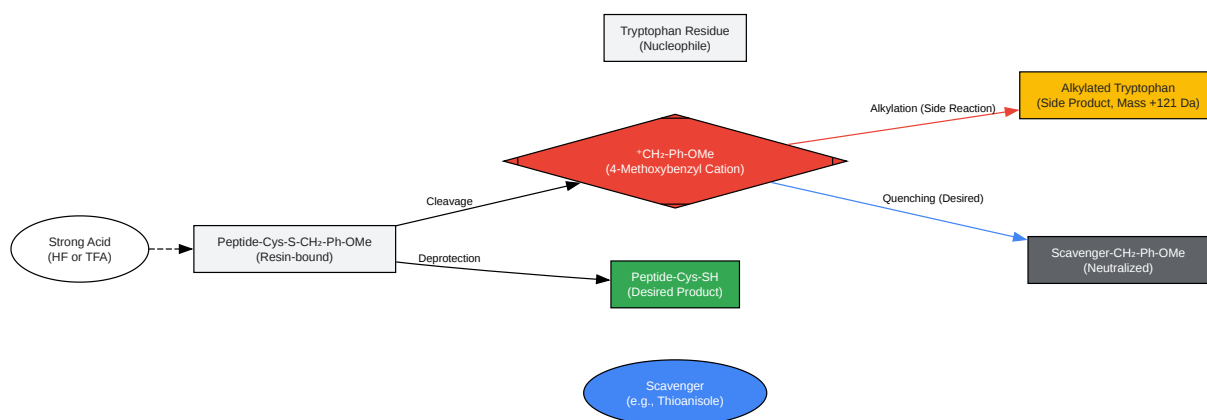 Tryptophan Residue
(Nucleophile)
Alkylated Tryptophan
(Side Product, Mass +121 Da)
Alkylation (Side Reaction)
⁺CH₂-Ph-OMe
(4-Methoxybenzyl Cation)
Cleavage
Quenching (Desired)
Strong Acid
(HF or TFA)
Peptide-Cys-S-CH₂-Ph-OMe
(Resin-bound)
Deprotection
Scavenger-CH₂-Ph-OMe
(Neutralized)
Peptide-Cys-SH
(Desired Product)
Scavenger
(e.g., Thioanisole)